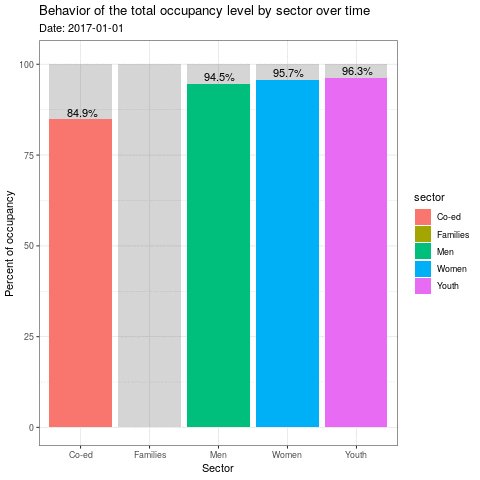 Behavior of the total occupancy level by sector over time
Date: 2017-01-01
Percent of occupancy
100
75
50
25
0
84.9%
94.5%
95.7%
96.3%
Co-ed
Families
Men
Women
Youth
Sector
sector
Co-ed
Families
Men
Women
Youth